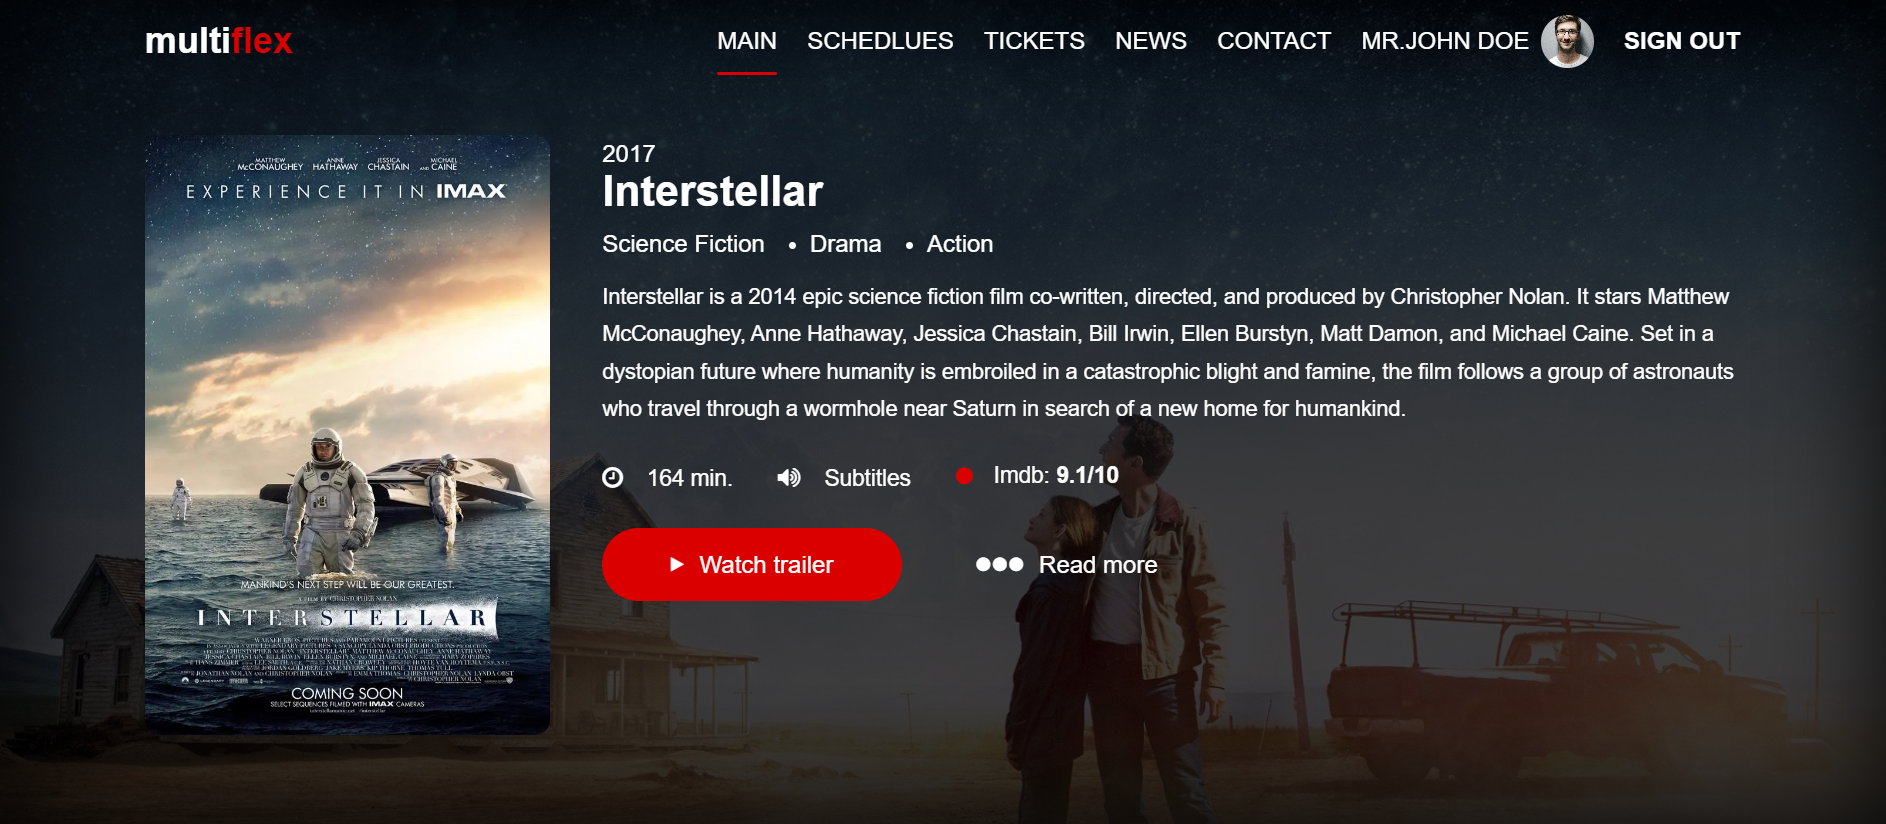 multiflex
MAIN SCHEDLUES TICKETS NEWS CONTACT MR.JOHN DOE SIGN OUT
MATTHEW McCONAUGHEY ANNE HATHAWAY JESSICA CHASTAIN AND MICHAEL CAINE
EXPERIENCE IT IN IMAX
MANKIND'S NEXT STEP WILL BE OUR GREATEST.
A FILM BY CHRISTOPHER NOLAN
INTERSTELLAR
COMING SOON
SELECT SEQUENCES FILMED WITH IMAX CAMERAS
2017
Interstellar
Science Fiction • Drama • Action
Interstellar is a 2014 epic science fiction film co-written, directed, and produced by Christopher Nolan. It stars Matthew
McConaughey, Anne Hathaway, Jessica Chastain, Bill Irwin, Ellen Burstyn, Matt Damon, and Michael Caine. Set in a
dystopian future where humanity is embroiled in a catastrophic blight and famine, the film follows a group of astronauts
who travel through a wormhole near Saturn in search of a new home for humankind.
164 min. Subtitles Imdb: 9.1/10
Watch trailer Read more